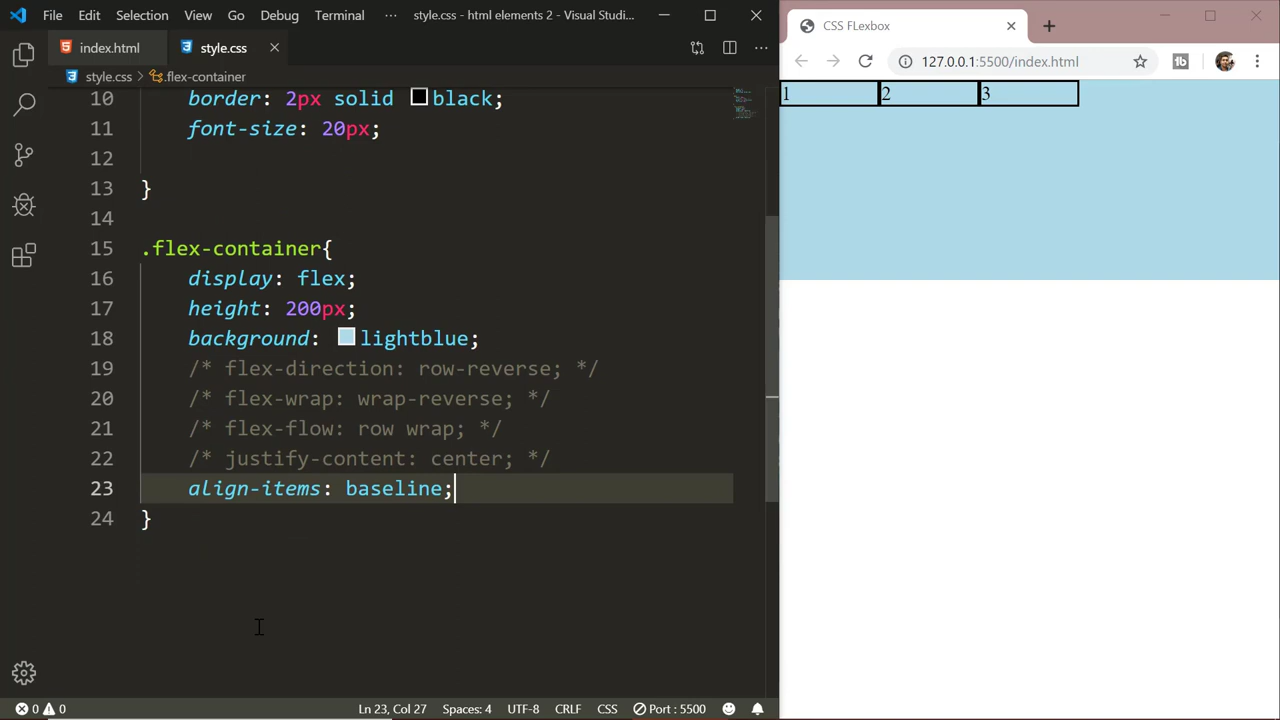 File Edit Selection View Go Debug Terminal ··· style.css - html elements 2 - Visual Studi...
index.html style.css
style.css > .flex-container
10 border: 2px solid black;
11 font-size: 20px;
12
13 }
14
15 .flex-container{
16 display: flex;
17 height: 200px;
18 background: lightblue;
19 /* flex-direction: row-reverse; */
20 /* flex-wrap: wrap-reverse; */
21 /* flex-flow: row wrap; */
22 /* justify-content: center; */
23 align-items: baseline;
24 }
0 0 Ln 23, Col 27 Spaces: 4 UTF-8 CRLF CSS Port : 5500
CSS FLexbox
127.0.0.1:5500/index.html
1 2 3